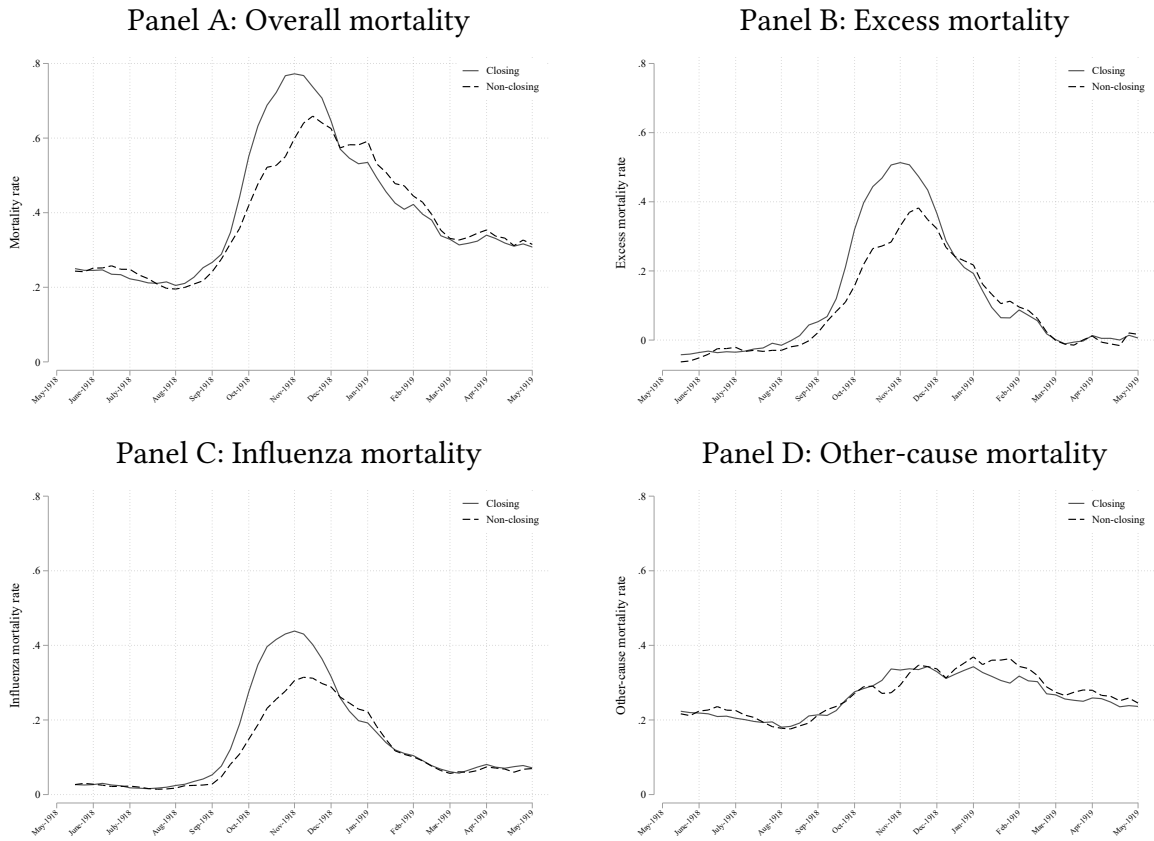 Panel A: Overall mortality
Mortality rate
.8
.6
.4
.2
0
Closing
Non-closing
May-1918
June-1918
July-1918
Aug-1918
Sep-1918
Oct-1918
Nov-1918
Dec-1918
Jan-1919
Feb-1919
Mar-1919
Apr-1919
May-1919
Panel B: Excess mortality
Excess mortality rate
.8
.6
.4
.2
0
Closing
Non-closing
May-1918
June-1918
July-1918
Aug-1918
Sep-1918
Oct-1918
Nov-1918
Dec-1918
Jan-1919
Feb-1919
Mar-1919
Apr-1919
May-1919
Panel C: Influenza mortality
Influenza mortality rate
.8
.6
.4
.2
0
Closing
Non-closing
May-1918
June-1918
July-1918
Aug-1918
Sep-1918
Oct-1918
Nov-1918
Dec-1918
Jan-1919
Feb-1919
Mar-1919
Apr-1919
May-1919
Panel D: Other-cause mortality
Other-cause mortality rate
.8
.6
.4
.2
0
Closing
Non-closing
May-1918
June-1918
July-1918
Aug-1918
Sep-1918
Oct-1918
Nov-1918
Dec-1918
Jan-1919
Feb-1919
Mar-1919
Apr-1919
May-1919